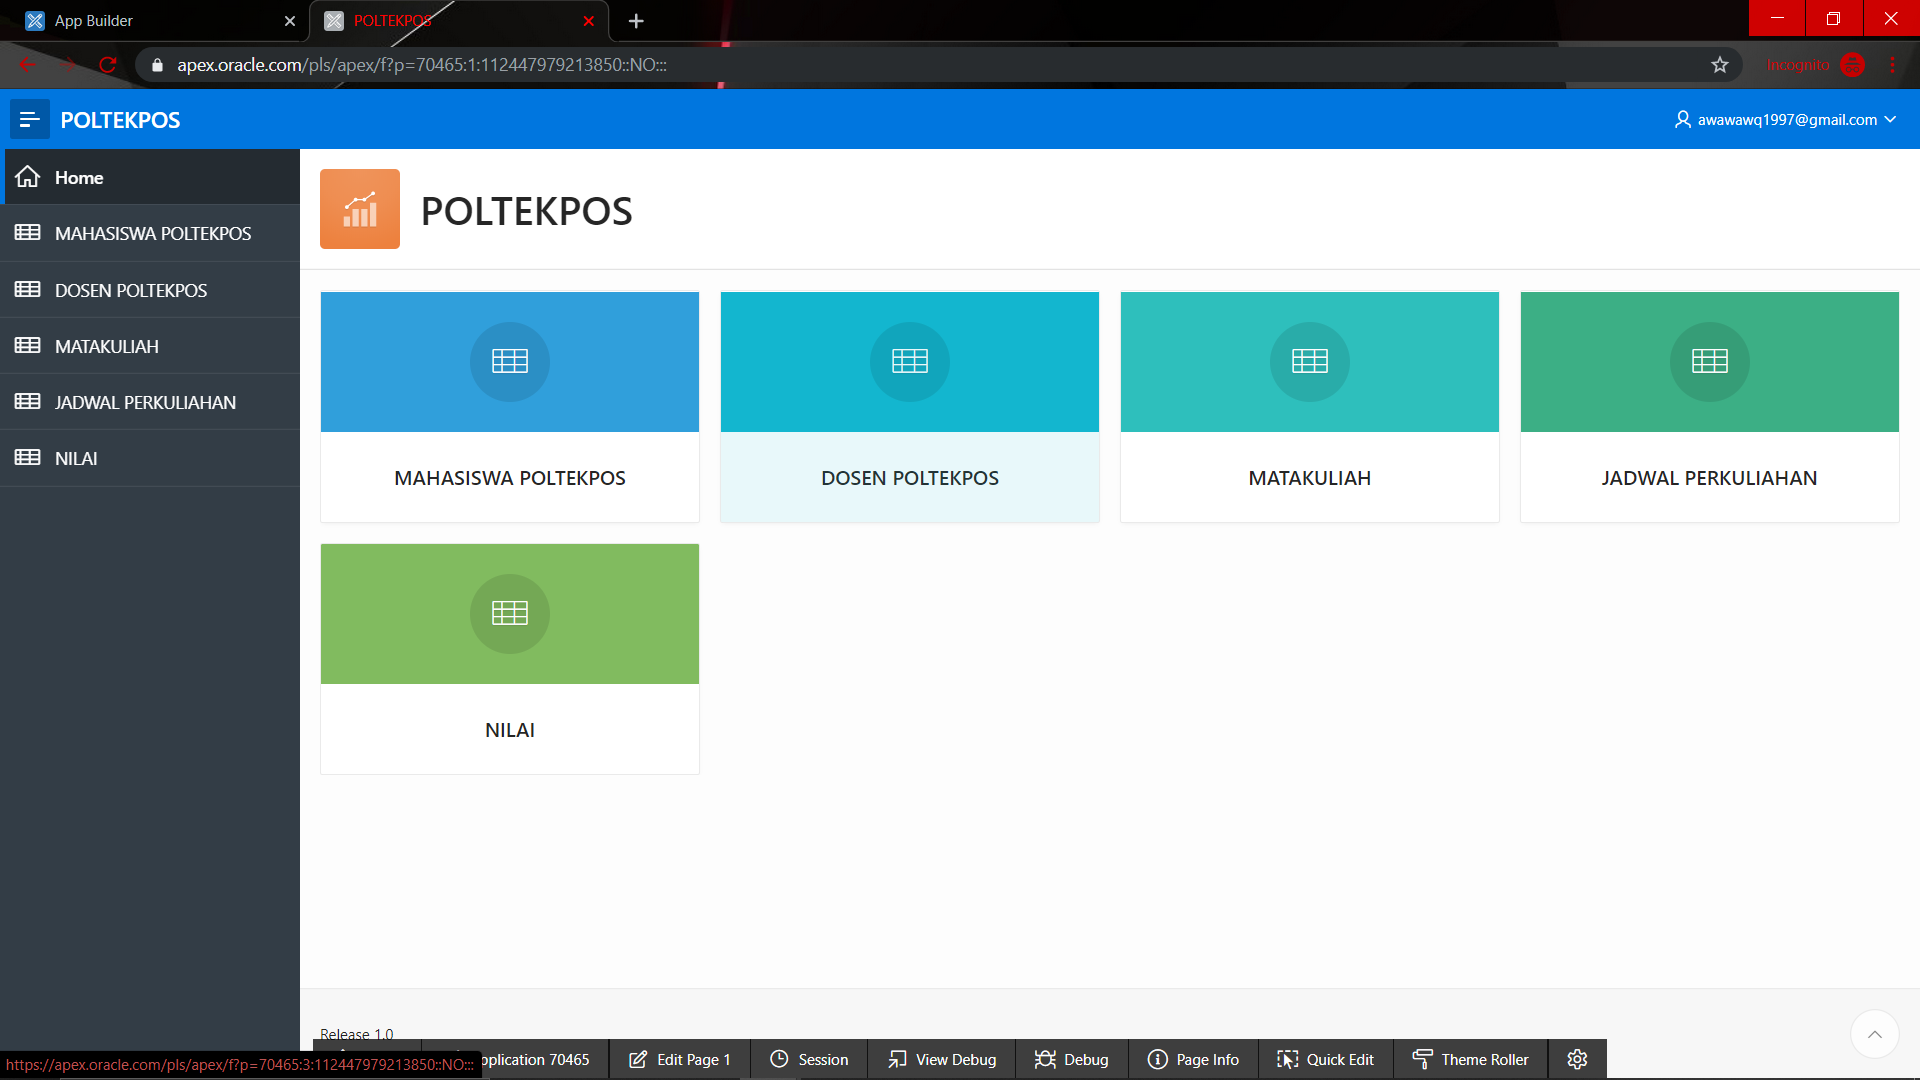 App Builder
POLTEKPOS
apex.oracle.com/pls/apex/f?p=70465:1:112447979213850::NO:::
Incognito
POLTEKPOS
awawawq1997@gmail.com
Home
MAHASISWA POLTEKPOS
DOSEN POLTEKPOS
MATAKULIAH
JADWAL PERKULIAHAN
NILAI
POLTEKPOS
MAHASISWA POLTEKPOS
DOSEN POLTEKPOS
MATAKULIAH
JADWAL PERKULIAHAN
NILAI
Release 1.0
https://apex.oracle.com/pls/apex/f?p=70465:3:112447979213850::NO:::
pplication 70465
Edit Page 1
Session
View Debug
Debug
Page Info
Quick Edit
Theme Roller